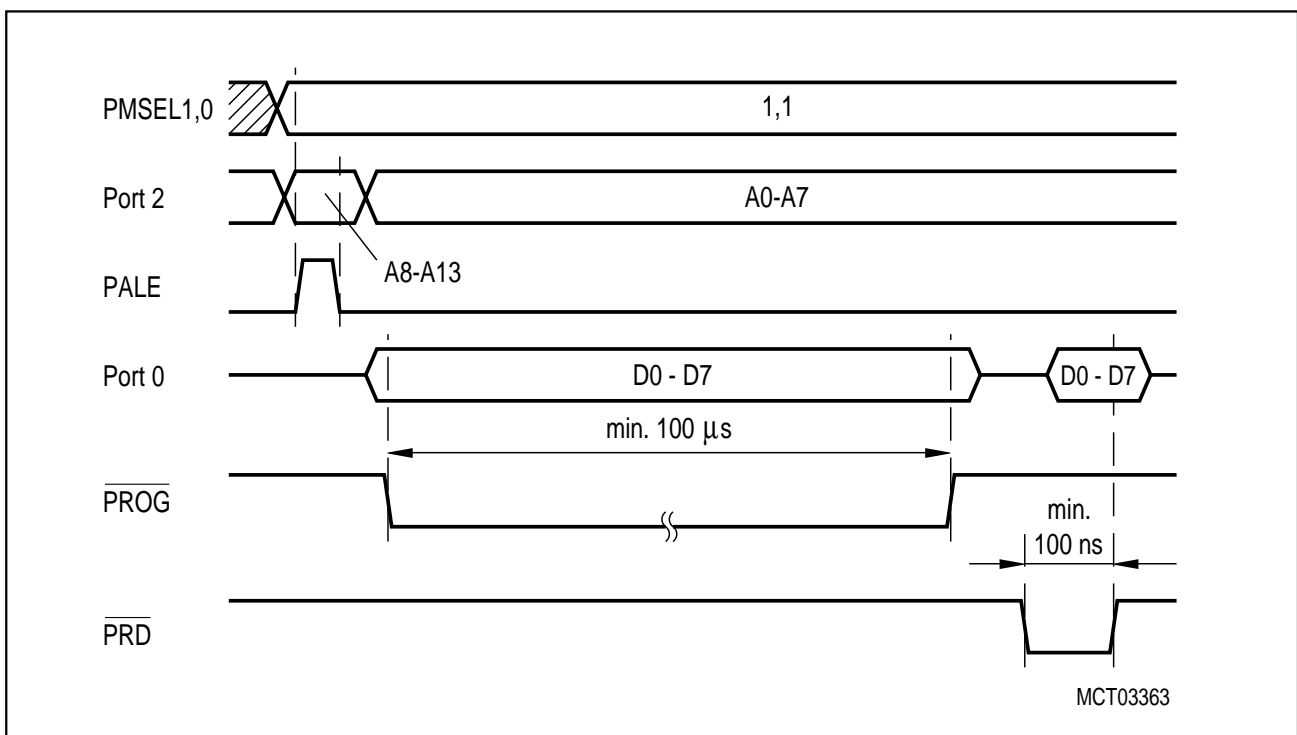 PMSEL1,0
1,1
Port 2
A0-A7
A8-A13
PALE
Port 0
D0 - D7
D0 - D7
min. 100 µs
PROG
min.
100 ns
PRD
MCT03363